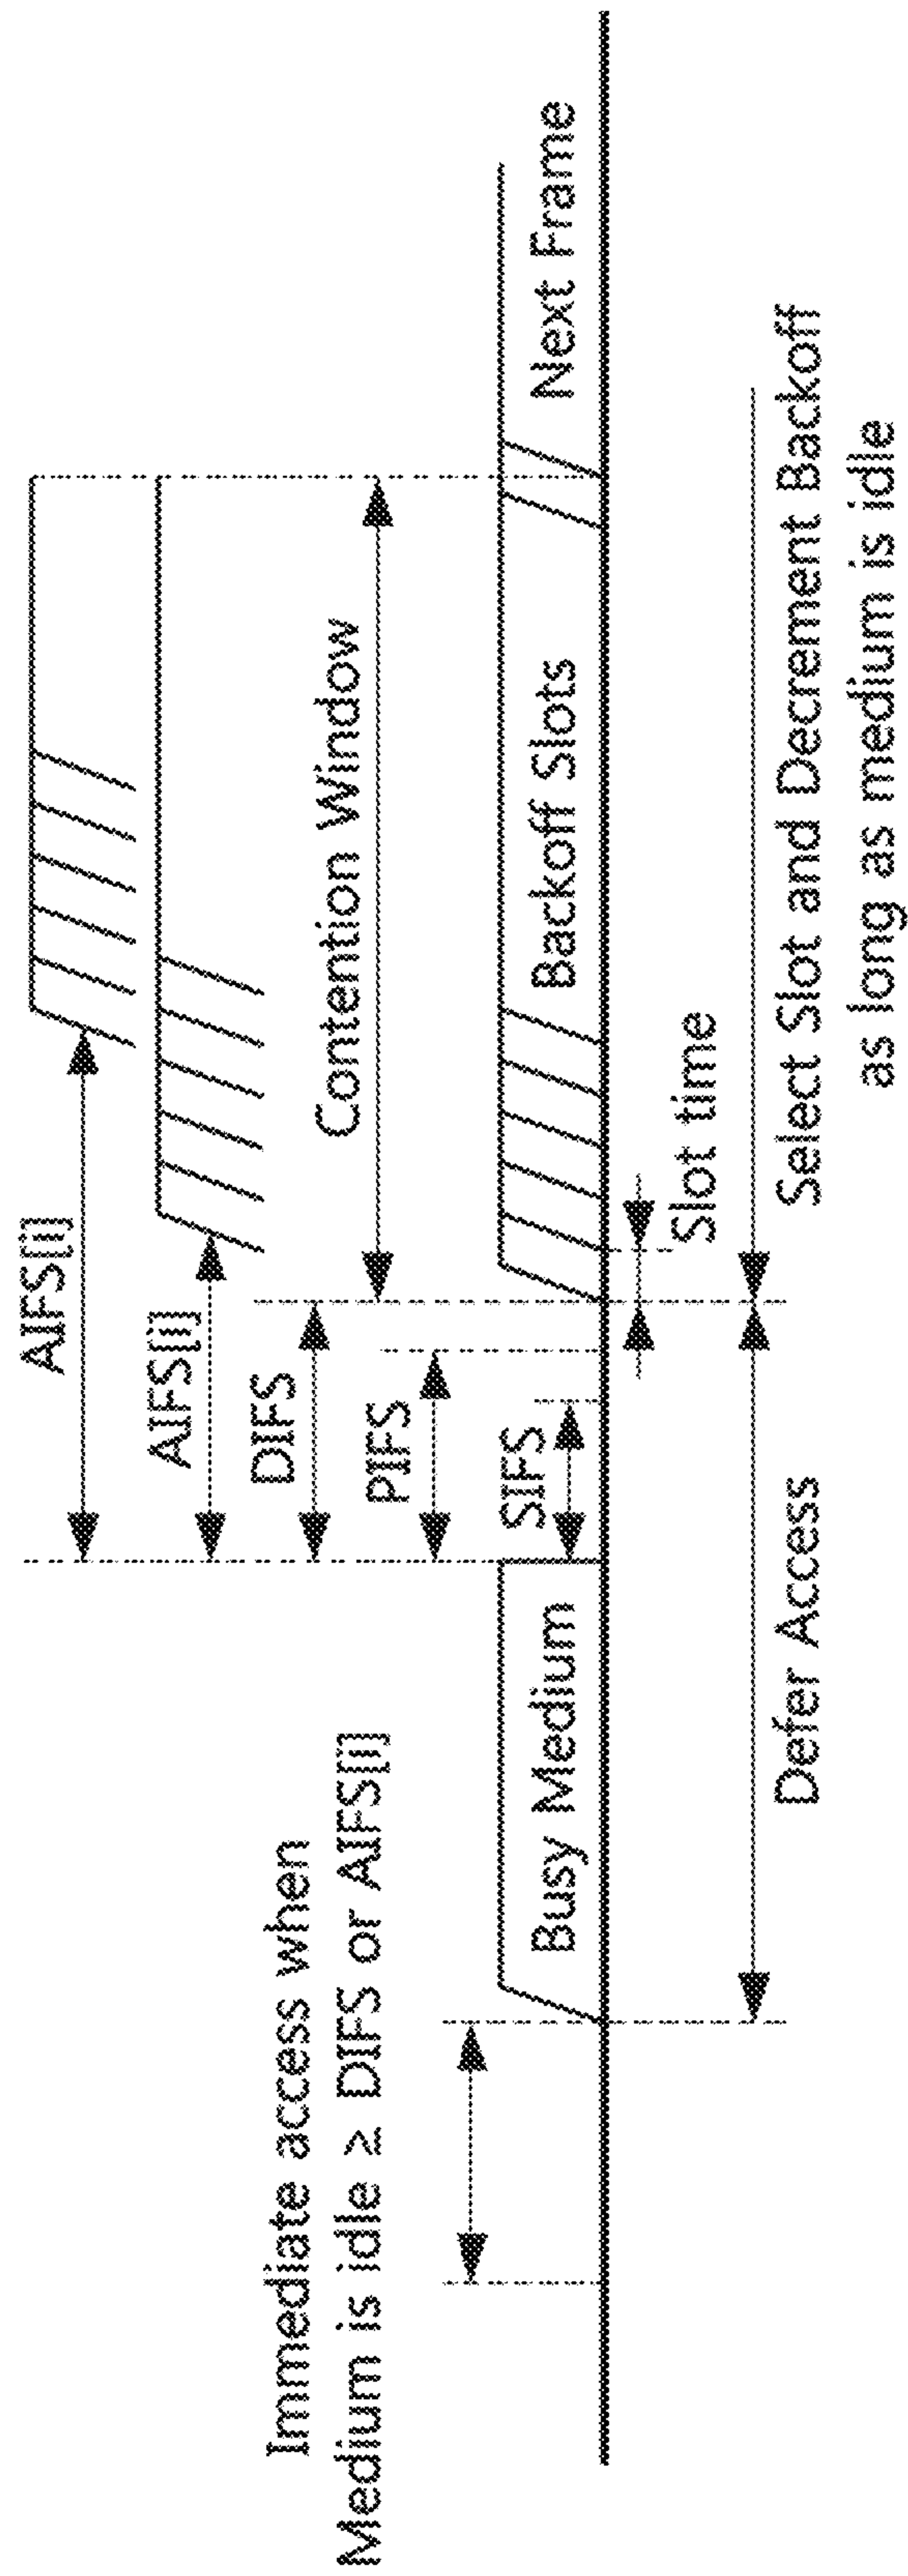 AIFS[i]
AIFS[i]
Immediate access when
Medium is idle ≥ DIFS or AIFS[i]
DIFS
Contention Window
PIFS
SIFS
Busy Medium
Backoff Slots
Next Frame
Slot time
Defer Access
Select Slot and Decrement Backoff
as long as medium is idle